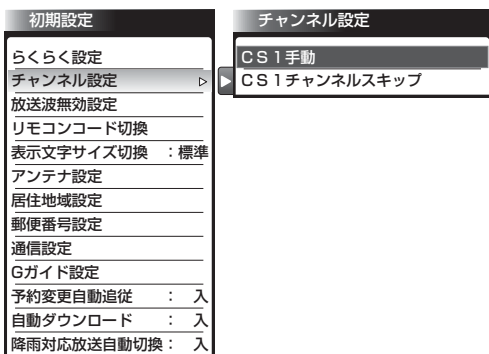 初期設定
らくらく設定
チャンネル設定
放送波無効設定
リモコンコード切換
表示文字サイズ切換 ：標準
アンテナ設定
居住地域設定
郵便番号設定
通信設定
Gガイド設定
予約変更自動追従 ： 入
自動ダウンロード ： 入
降雨対応放送自動切換： 入
チャンネル設定
ＣＳ１手動
ＣＳ１チャンネルスキップ